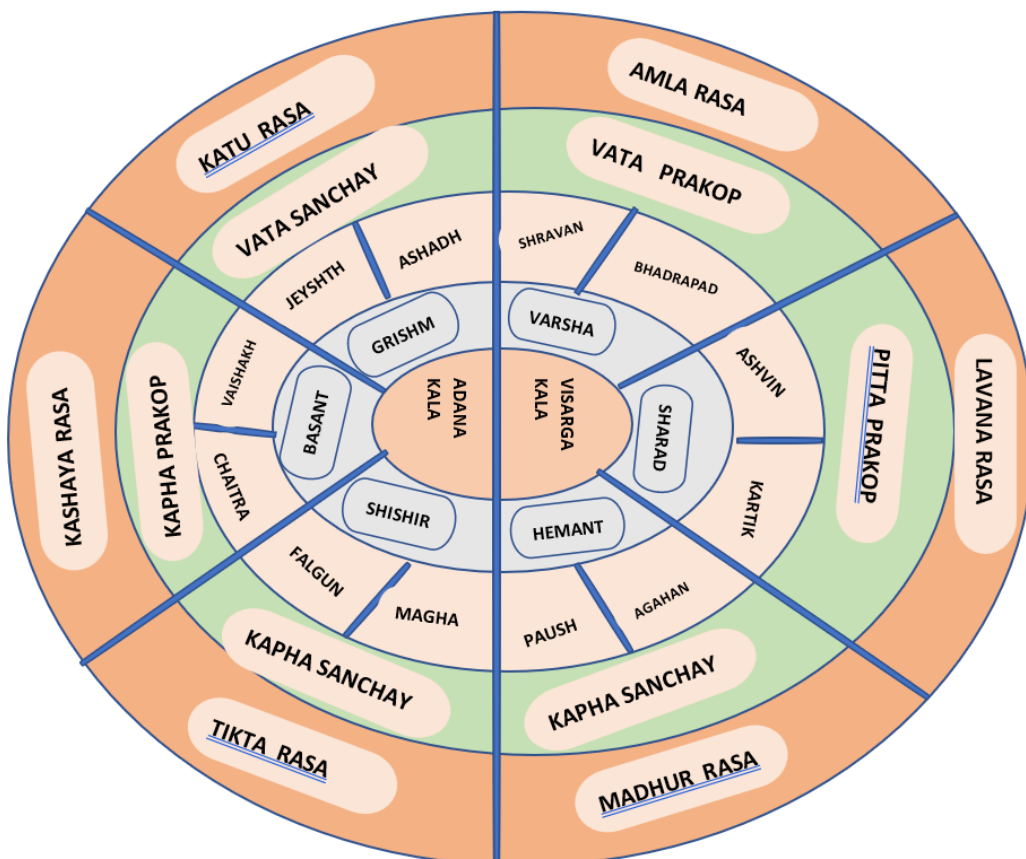 KATU RASA
AMLA RASA
VATA SANCHAY
VATA PRAKOP
JEYSHTH
ASHADH
SHRAVAN
BHADRAPAD
GRISHM
VARSHA
VAISHAKH
ASHVIN
KASHAYA RASA
KAPHA PRAKOP
BASANT
ADANA
KALA
VISARGA
KALA
SHARAD
PITTA PRAKOP
LAVANA RASA
CHAITRA
KARTIK
SHISHIR
HEMANT
FALGUN
MAGHA
PAUSH
AGAHAN
KAPHA SANCHAY
KAPHA SANCHAY
TIKTA RASA
MADHUR RASA